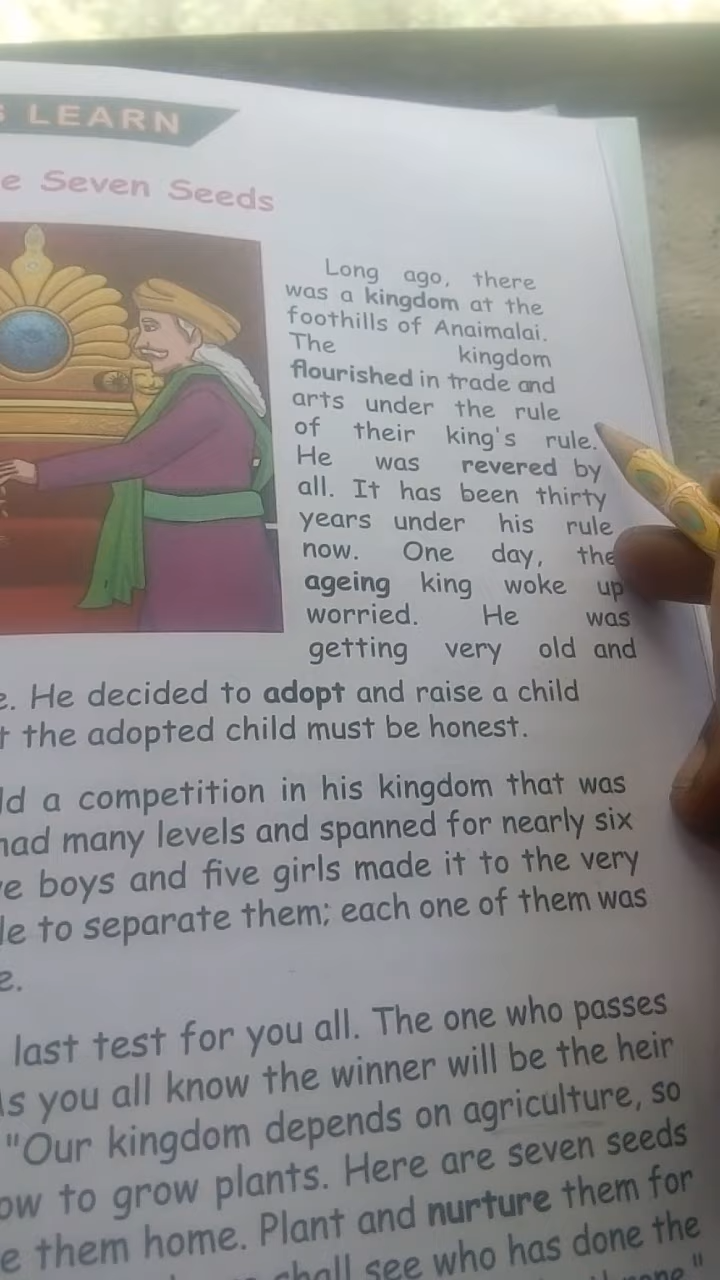 LEARN
e Seven Seeds
Long ago, there
was a kingdom at the
foothills of Anaimalai.
The kingdom
flourished in trade and
arts under the rule
of their king's rule.
He was revered by
all. It has been thirty
years under his rule
now. One day, the
ageing king woke up
worried. He was
getting very old and
e. He decided to adopt and raise a child
t the adopted child must be honest.
ld a competition in his kingdom that was
had many levels and spanned for nearly six
ve boys and five girls made it to the very
le to separate them; each one of them was
e.
last test for you all. The one who passes
s you all know the winner will be the heir
"Our kingdom depends on agriculture, so
ow to grow plants. Here are seven seeds
e them home. Plant and nurture them for
shall see who has done the